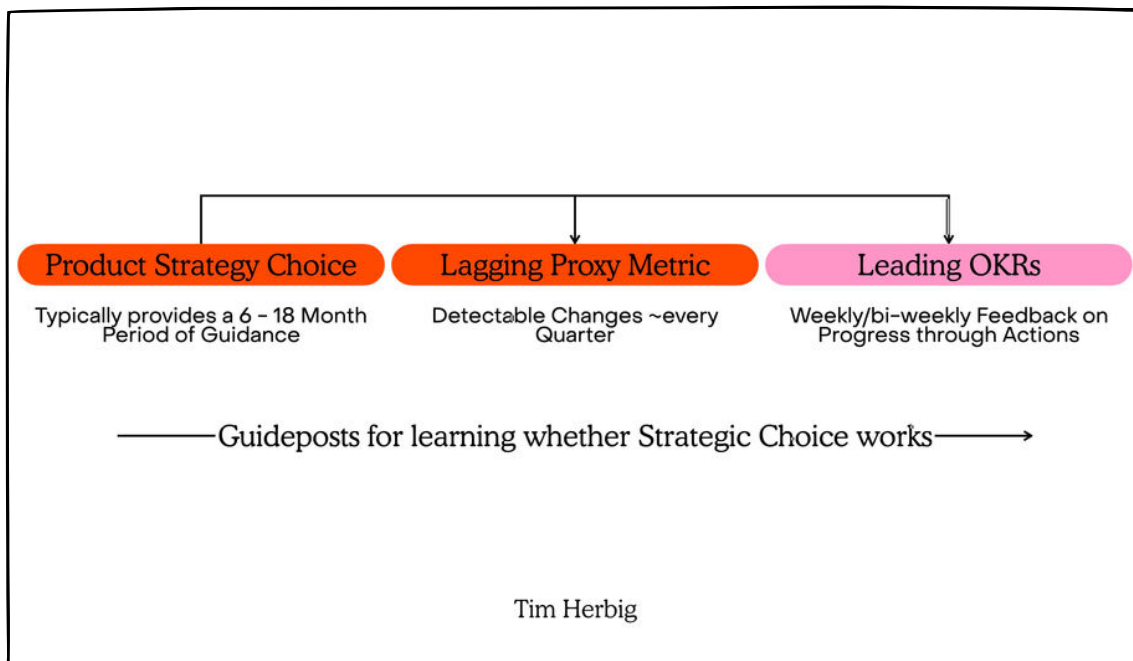 Product Strategy Choice
Lagging Proxy Metric
Leading OKRs
Typically provides a 6 – 18 Month
Period of Guidance
Detectable Changes ~every
Quarter
Weekly/bi-weekly Feedback on
Progress through Actions
Guideposts for learning whether Strategic Choice works
Tim Herbig